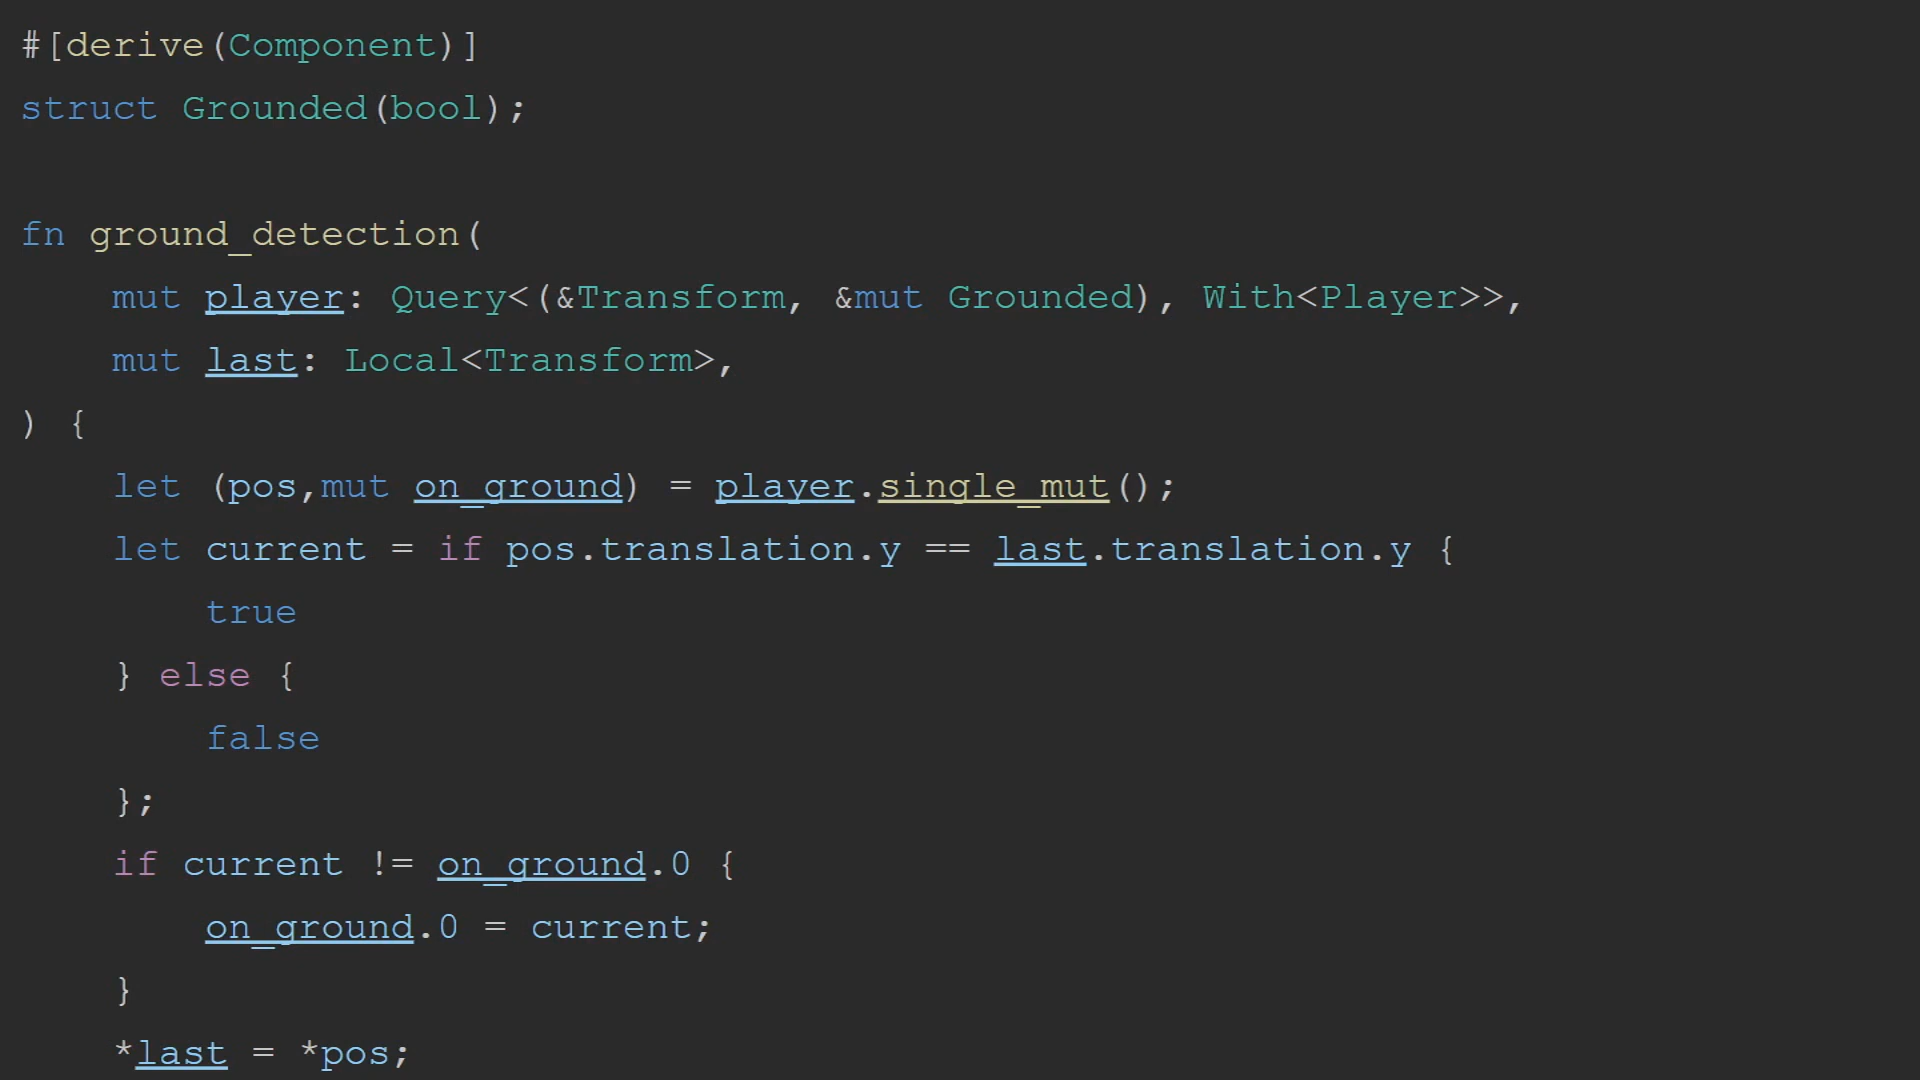 #[derive(Component)]
struct Grounded(bool);

fn ground_detection(
    mut player: Query<(&Transform, &mut Grounded), With<Player>>,
    mut last: Local<Transform>,
) {
    let (pos,mut on_ground) = player.single_mut();
    let current = if pos.translation.y == last.translation.y {
        true
    } else {
        false
    };
    if current != on_ground.0 {
        on_ground.0 = current;
    }
    *last = *pos;